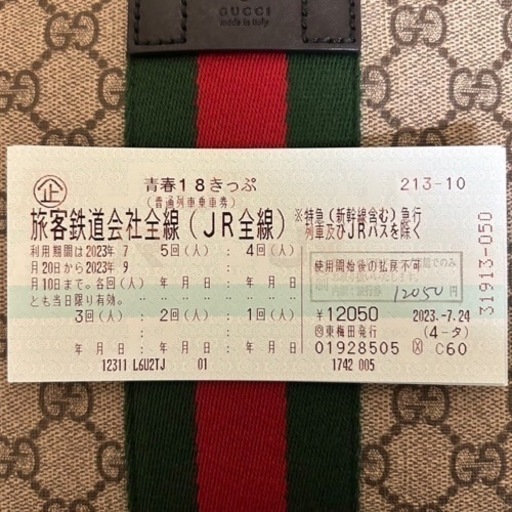 GUCCI
made in italy
企
青春18きっぷ
213-10
(普通列車乗車券)
旅客鉄道会社全線(JR全線)
※特急(新幹線含む)急行
列車及びJRバスを除く
利用期間は2023年7
月20日から2023年9
月10日まで。各回(人)
とも当日限り有効。
5回(人) : 4回(人)
月 日 : 月 日
3回(人) : 2回(人) : 1回(人)
月 日 : 月 日 : 月 日
使用開始後の払戻不可
12050円
¥12050
2023.-7.24
東梅田発行
(4-タ)
01928505
C60
12311 L6U2TJ 01
1742 005
31913-050